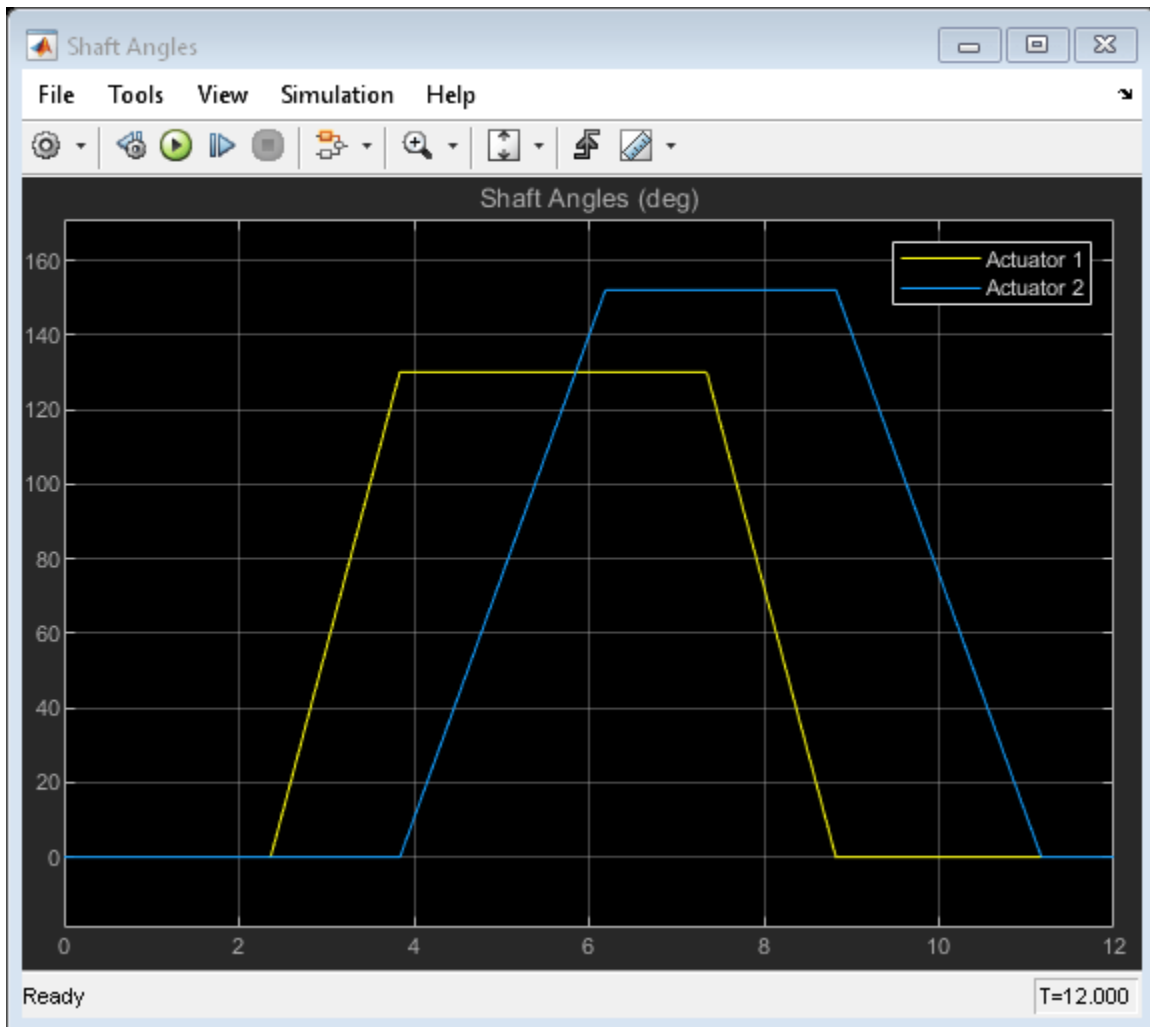 Shaft Angles
File Tools View Simulation Help
Shaft Angles (deg)
Actuator 1
Actuator 2
160
140
120
100
80
60
40
20
0
0 2 4 6 8 10 12
Ready T=12.000